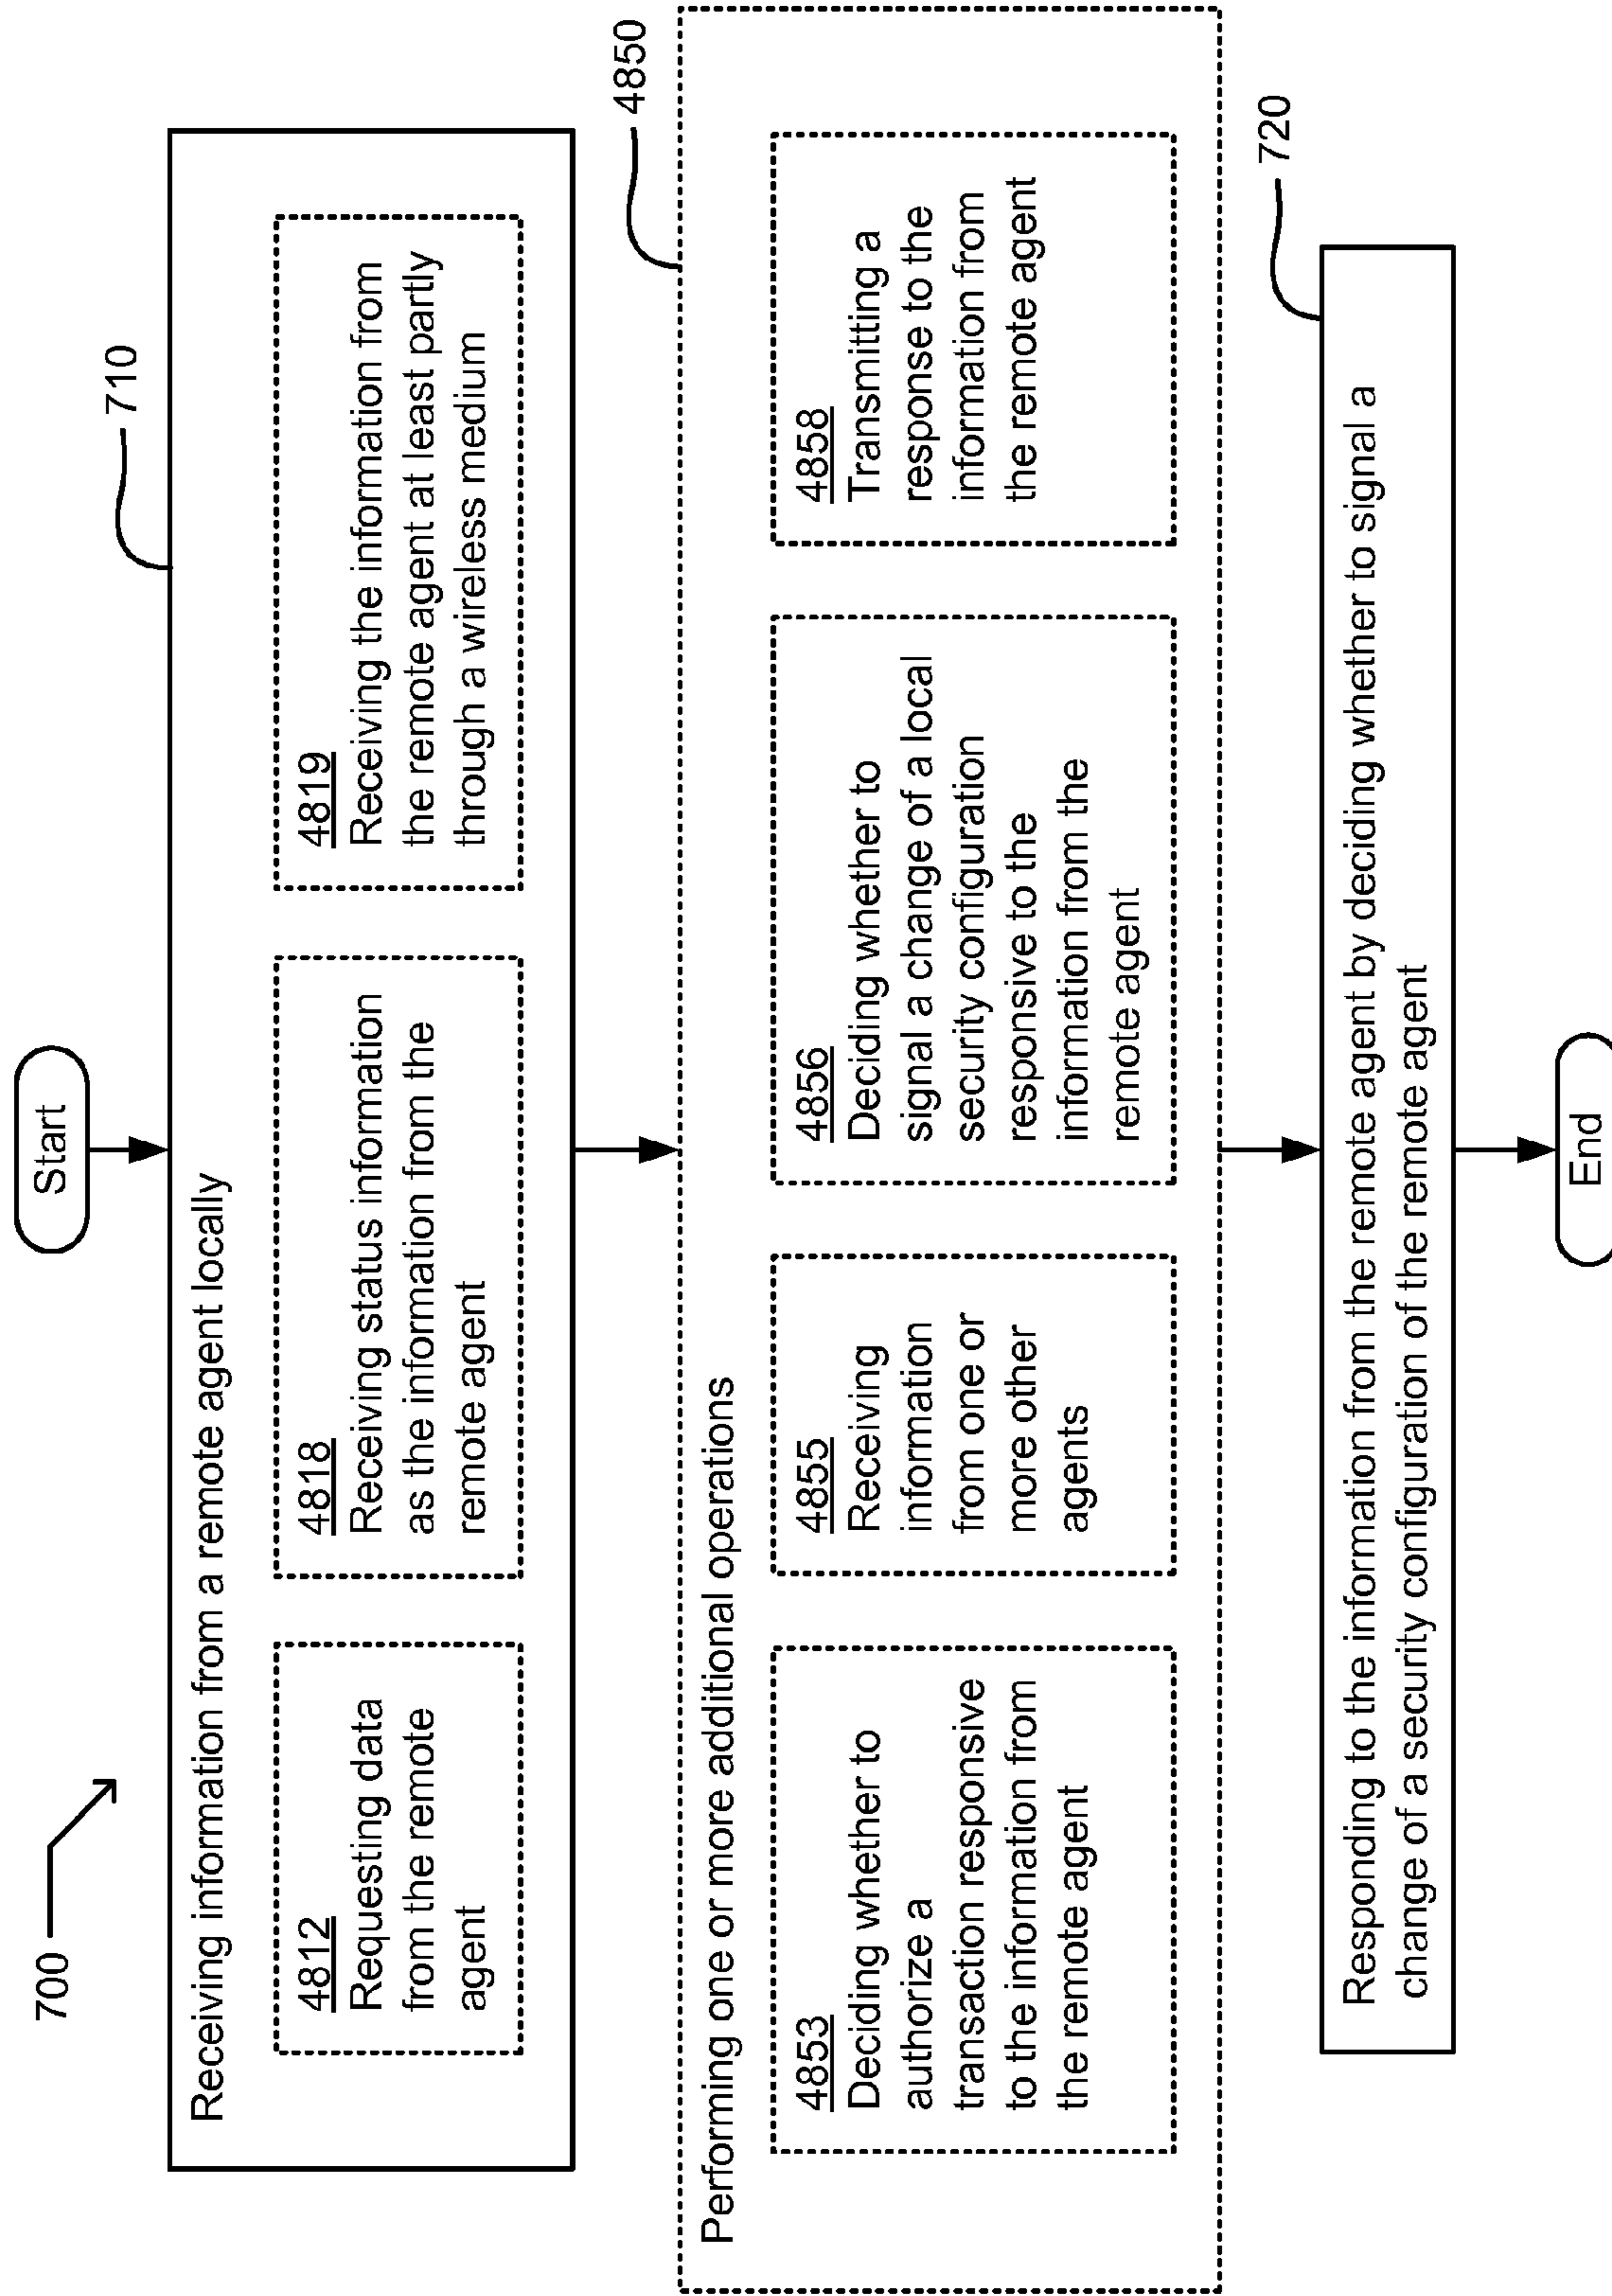 700
Start
710
Receiving information from a remote agent locally
4812
Requesting data
from the remote
agent
4818
Receiving status information
as the information from the
remote agent
4819
Receiving the information from
the remote agent at least partly
through a wireless medium
4850
Performing one or more additional operations
4853
Deciding whether to
authorize a
transaction responsive
to the information from
the remote agent
4855
Receiving
information
from one or
more other
agents
4856
Deciding whether to
signal a change of a local
security configuration
responsive to the
information from the
remote agent
4858
Transmitting a
response to the
information from
the remote agent
720
Responding to the information from the remote agent by deciding whether to signal a
change of a security configuration of the remote agent
End